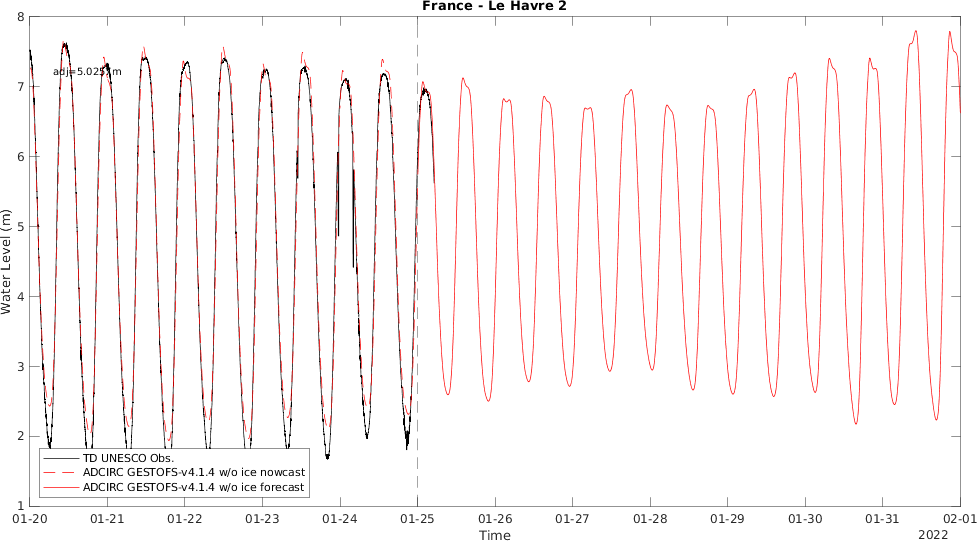 France - Le Havre 2
8
7
6
5
4
3
2
1
Water Level (m)
TD UNESCO Obs.
ADCIRC GESTOFS-v4.1.4 w/o ice nowcast
ADCIRC GESTOFS-v4.1.4 w/o ice forecast
01-20 01-21 01-22 01-23 01-24 01-25 01-26 01-27 01-28 01-29 01-30 01-31 02-01
Time
2022